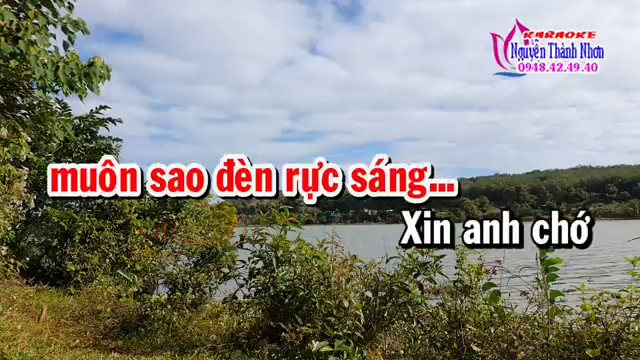 KARAOKE
Nguyễn Thành Nhơn
0948.42.49.40
muôn sao đèn rực sáng...
Xin anh chớ